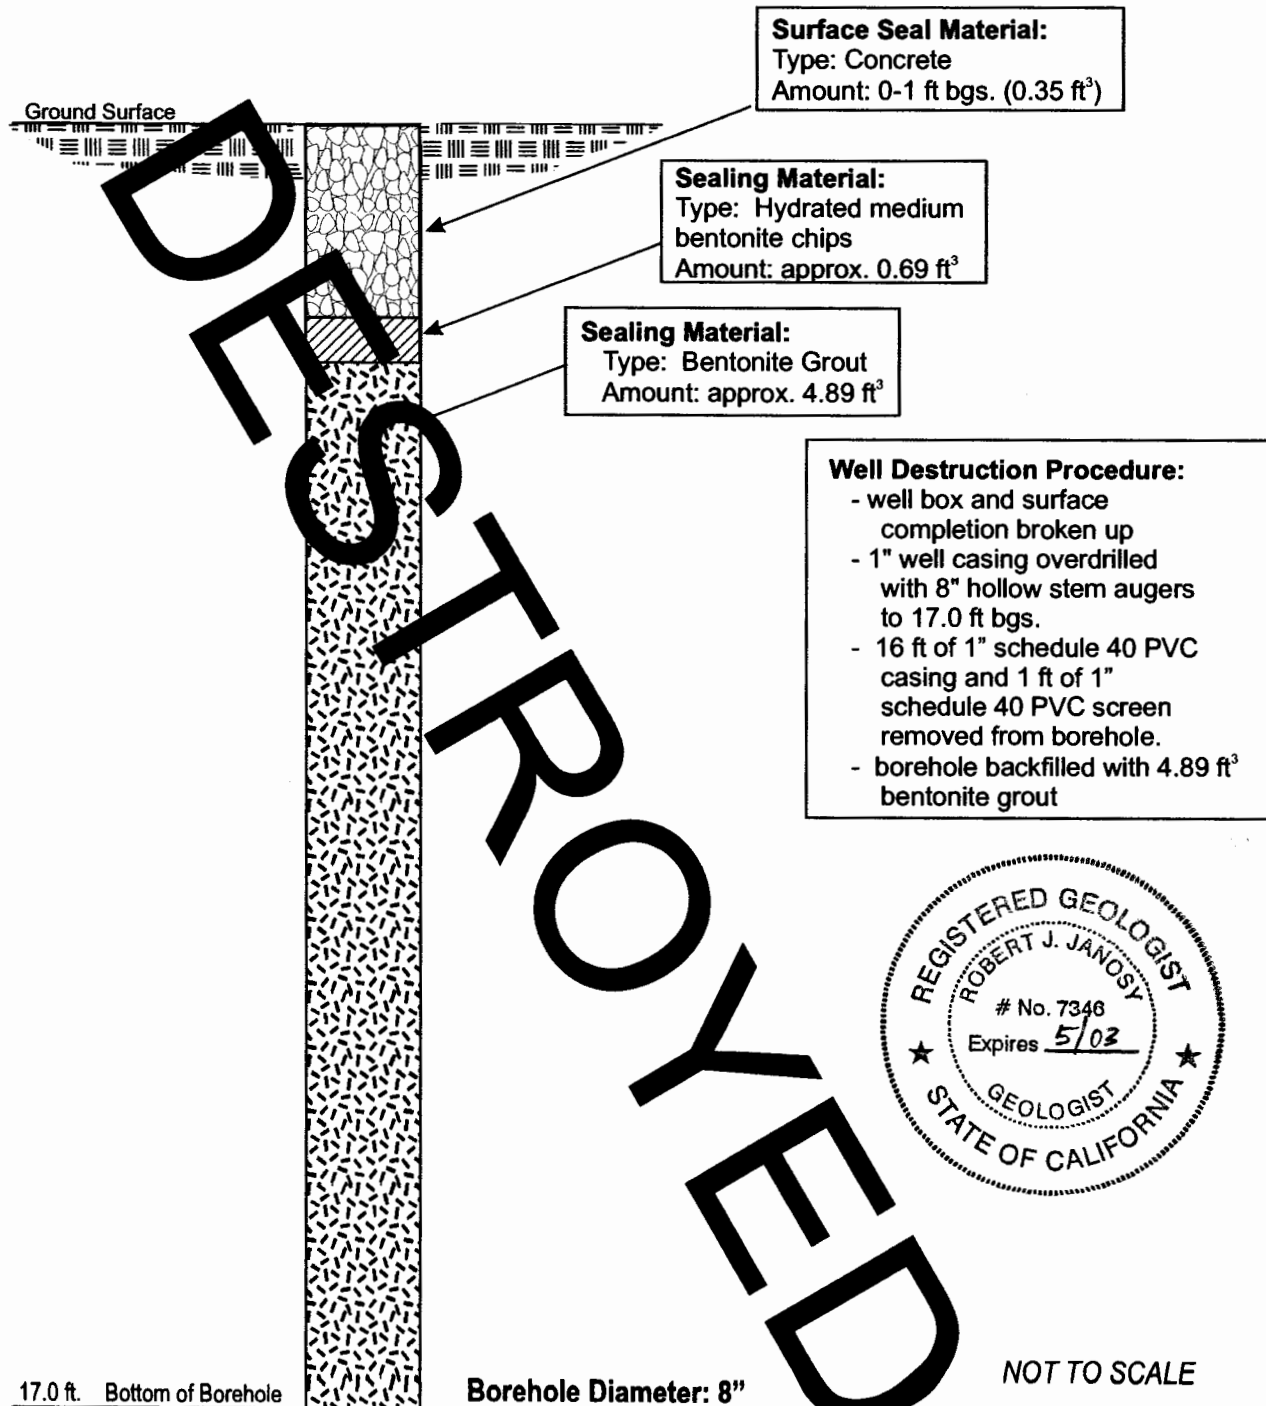 Surface Seal Material:
Type: Concrete
Amount: 0-1 ft bgs. (0.35 ft³)
Ground Surface
Sealing Material:
Type: Hydrated medium
bentonite chips
Amount: approx. 0.69 ft³
Sealing Material:
Type: Bentonite Grout
Amount: approx. 4.89 ft³
DESTROYED
Well Destruction Procedure:
- well box and surface
completion broken up
- 1" well casing overdrilled
with 8" hollow stem augers
to 17.0 ft bgs.
- 16 ft of 1" schedule 40 PVC
casing and 1 ft of 1"
schedule 40 PVC screen
removed from borehole.
- borehole backfilled with 4.89 ft³
bentonite grout
REGISTERED GEOLOGIST
ROBERT J. JANOSY
# No. 7346
Expires 5/03
GEOLOGIST
★ STATE OF CALIFORNIA ★
NOT TO SCALE
17.0 ft. Bottom of Borehole
Borehole Diameter: 8”